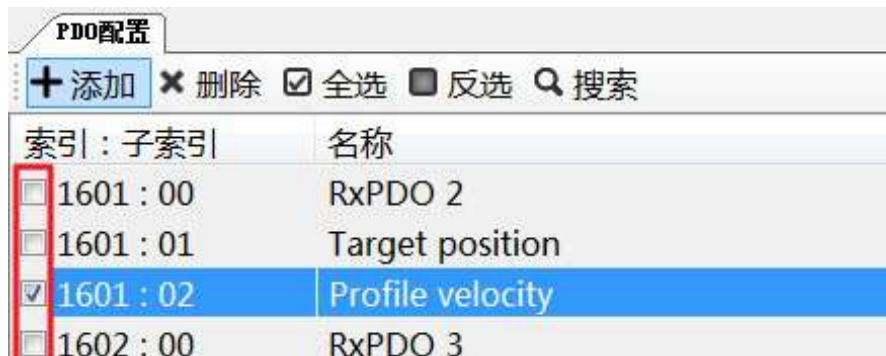 PDO配置
添加 删除 全选 反选 搜索
索引：子索引 名称
1601 : 00 RxPDO 2
1601 : 01 Target position
1601 : 02 Profile velocity
1602 : 00 RxPDO 3